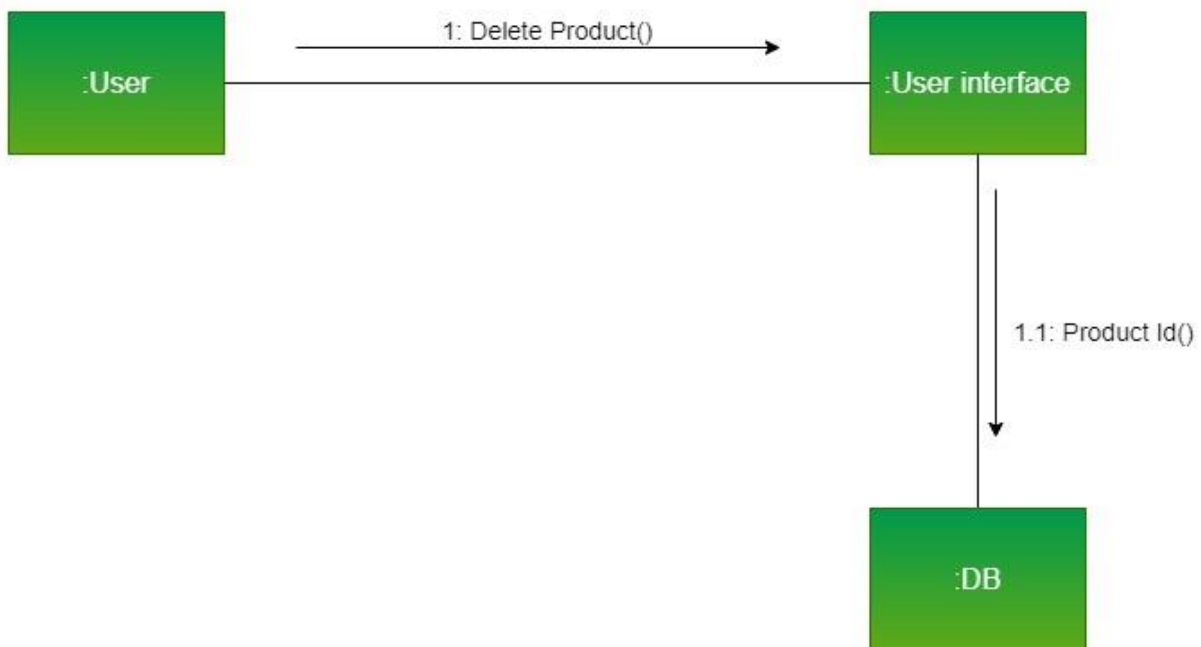 1: Delete Product()
:User
:User interface
1.1: Product Id()
:DB